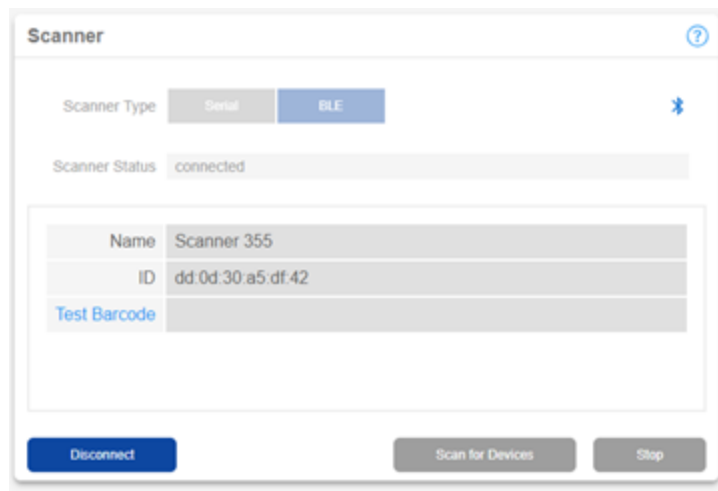 Scanner
?
Scanner Type Serial BLE
Scanner Status connected
Name Scanner 355
ID dd:0d:30:a5:df:42
Test Barcode
Disconnect Scan for Devices Stop